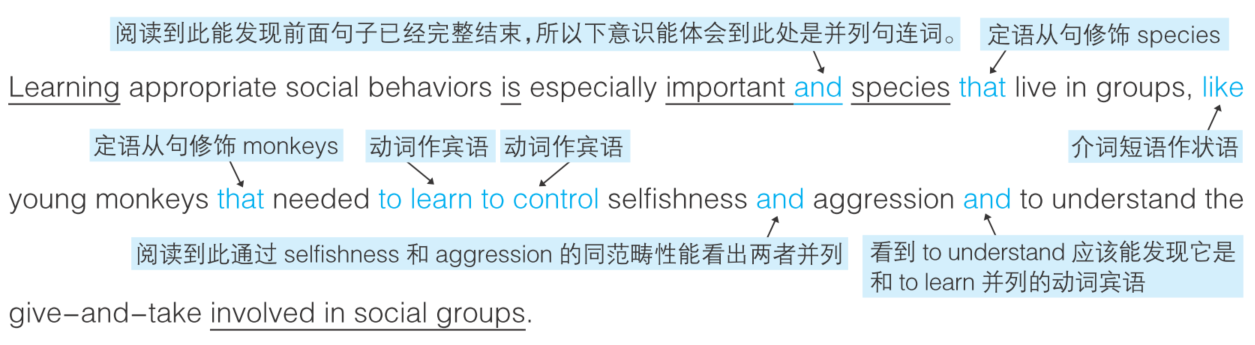 阅读到此能发现前面句子已经完整结束，所以下意识能体会到此处是并列句连词。 定语从句修饰 species
Learning appropriate social behaviors is especially important and species that live in groups, like
定语从句修饰 monkeys 动词作宾语 动词作宾语 介词短语作状语
young monkeys that needed to learn to control selfishness and aggression and to understand the
阅读到此通过 selfishness 和 aggression 的同范畴性能看出两者并列 看到 to understand 应该能发现它是
和 to learn 并列的动词宾语
give–and–take involved in social groups.